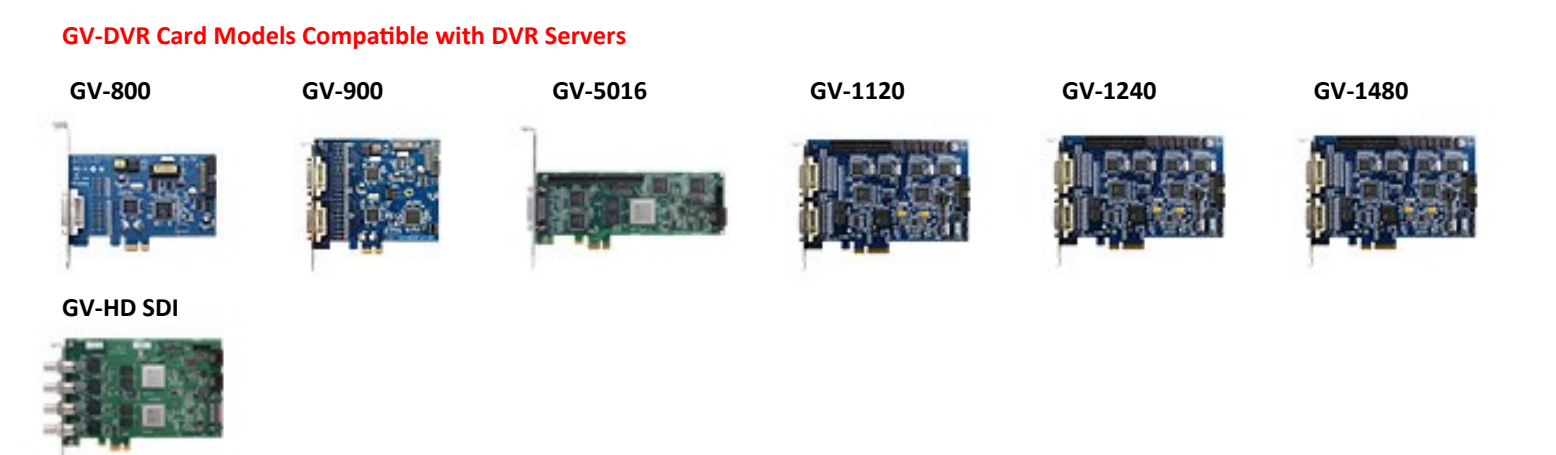 GV-DVR Card Models Compatible with DVR Servers
GV-800 GV-900 GV-5016 GV-1120 GV-1240 GV-1480
GV-HD SDI